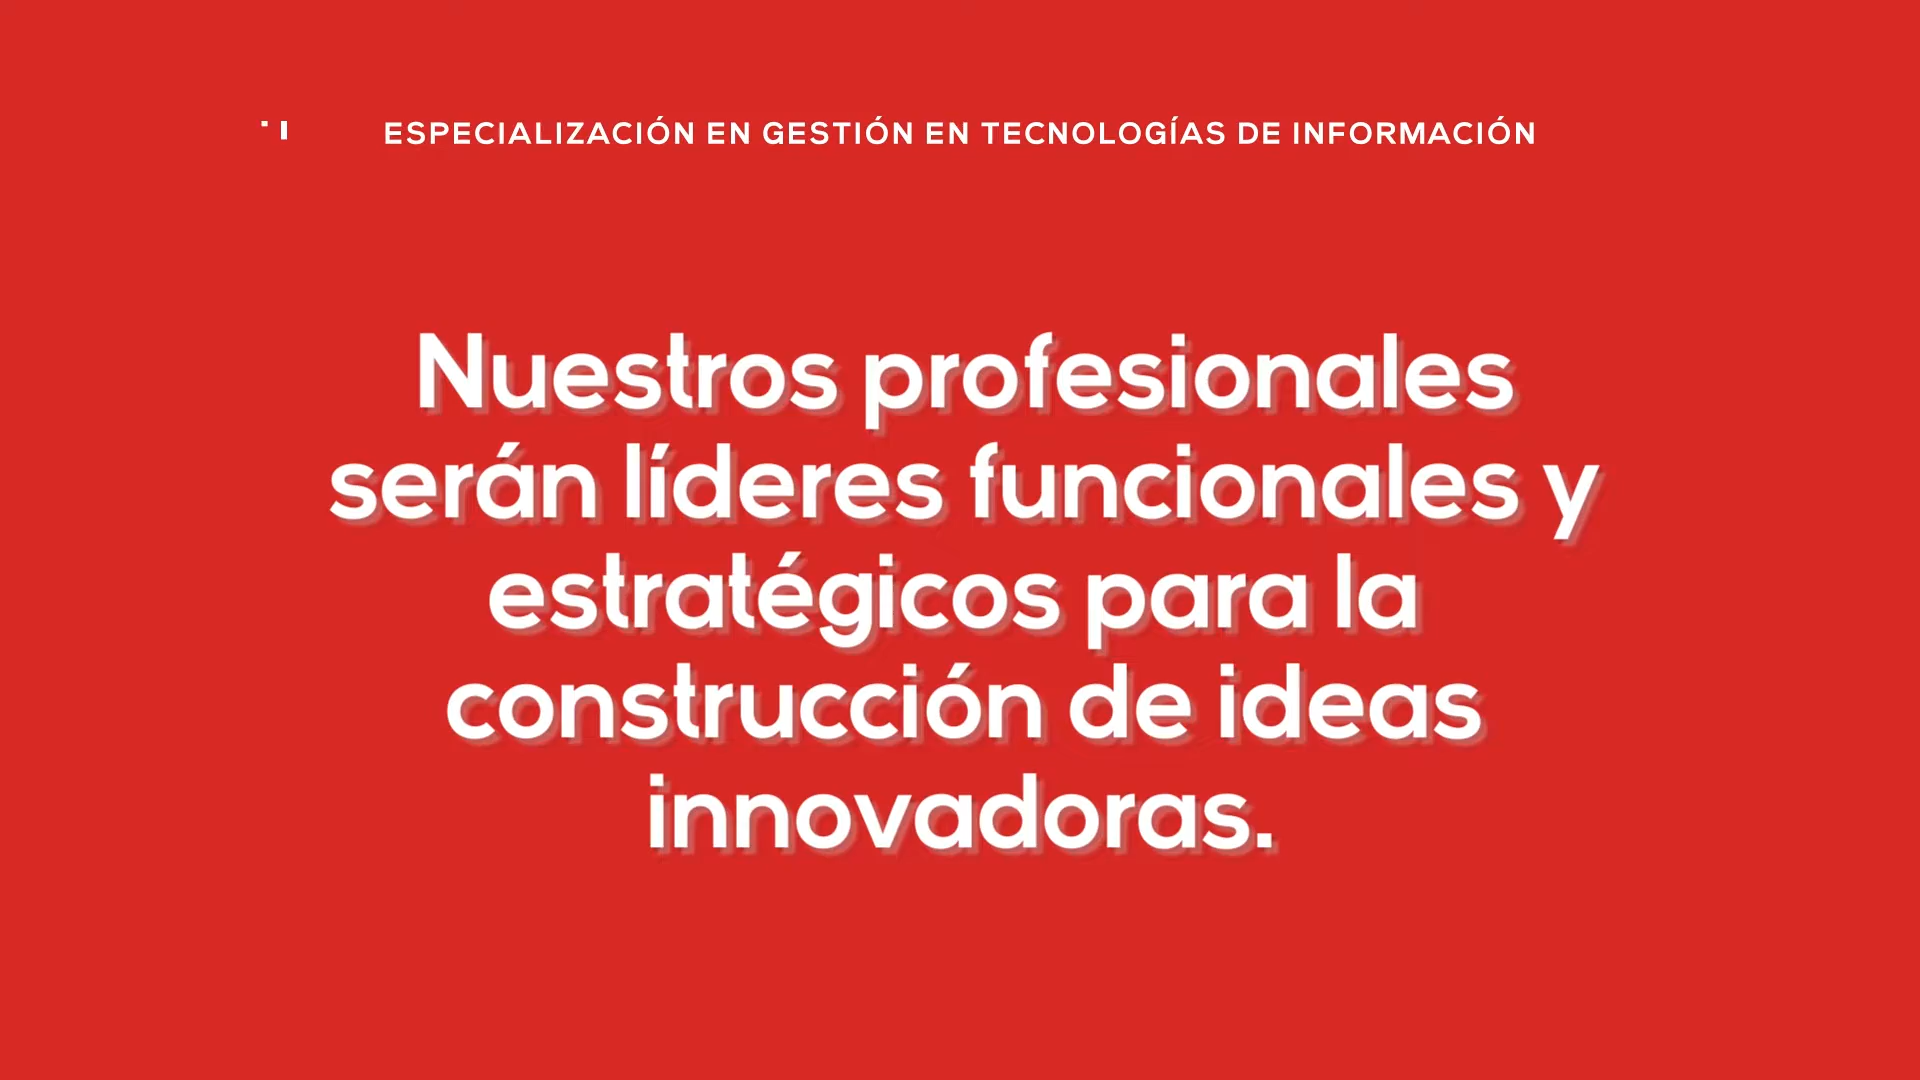 ESPECIALIZACIÓN EN GESTIÓN EN TECNOLOGÍAS DE INFORMACIÓN
Nuestros profesionales
serán líderes funcionales y
estratégicos para la
construcción de ideas
innovadoras.